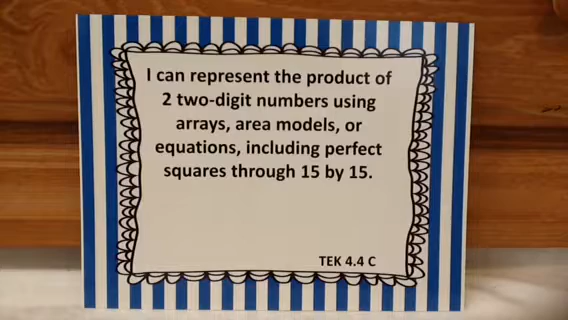 I can represent the product of
2 two-digit numbers using
arrays, area models, or
equations, including perfect
squares through 15 by 15.
TEK 4.4 C